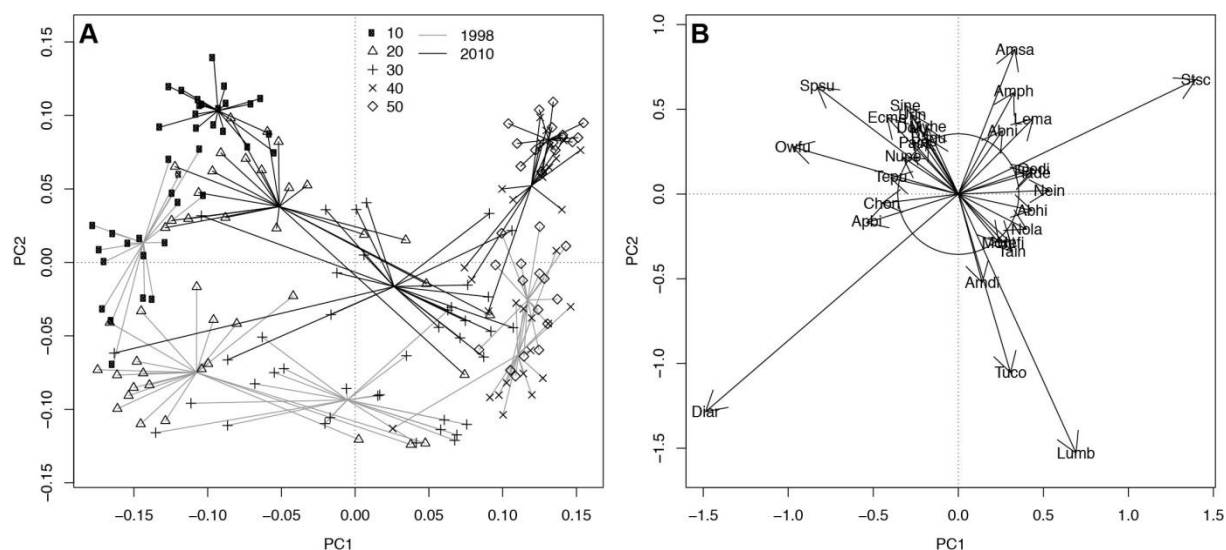 A
10
20
30
40
50
1998
2010
0.15
0.10
0.05
0.00
−0.05
−0.10
−0.15
PC2
−0.15
−0.10
−0.05
0.00
0.05
0.10
0.15
PC1
B
1.0
0.5
0.0
−0.5
−1.0
−1.5
PC2
−1.5
−1.0
−0.5
0.0
0.5
1.0
1.5
PC1
Amsa
Stsc
Spsu
Amph
Sine
Ecmo
Lema
Abni
Owfu
Nupe
Tepu
Nein
Chon
Abhi
Apbi
Nola
Tain
Amdi
Tuco
Diar
Lumb